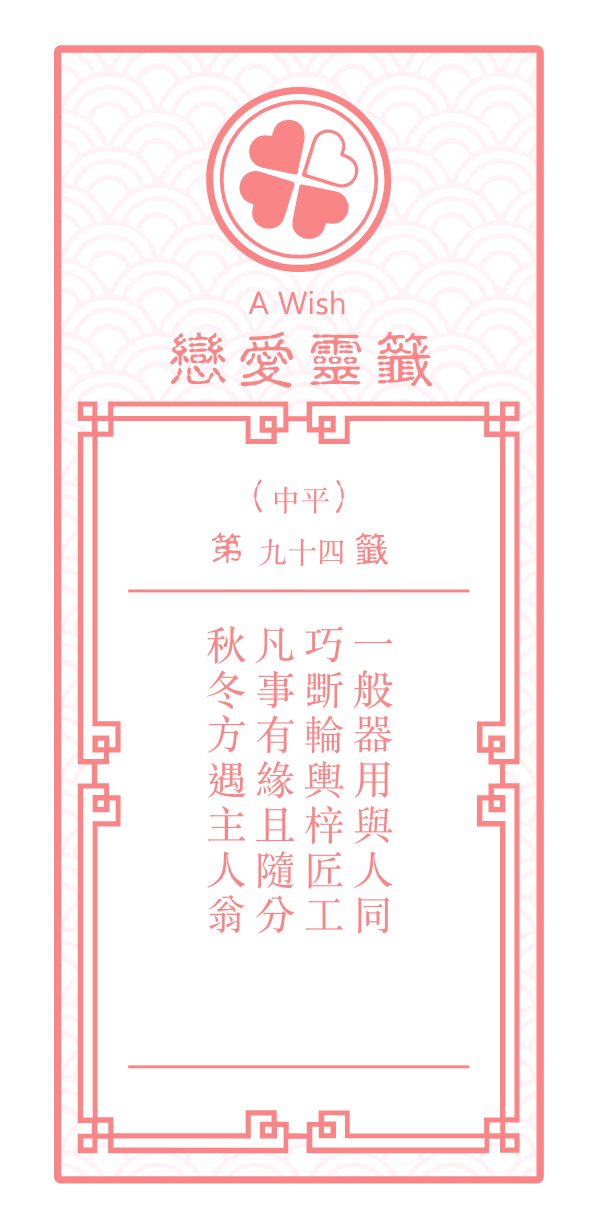 A Wish
戀愛靈籤
（中平）
第 九十四 籤
一般器用與人同
巧斲輪輿梓匠工
凡事有緣且隨分
秋冬方遇主人翁